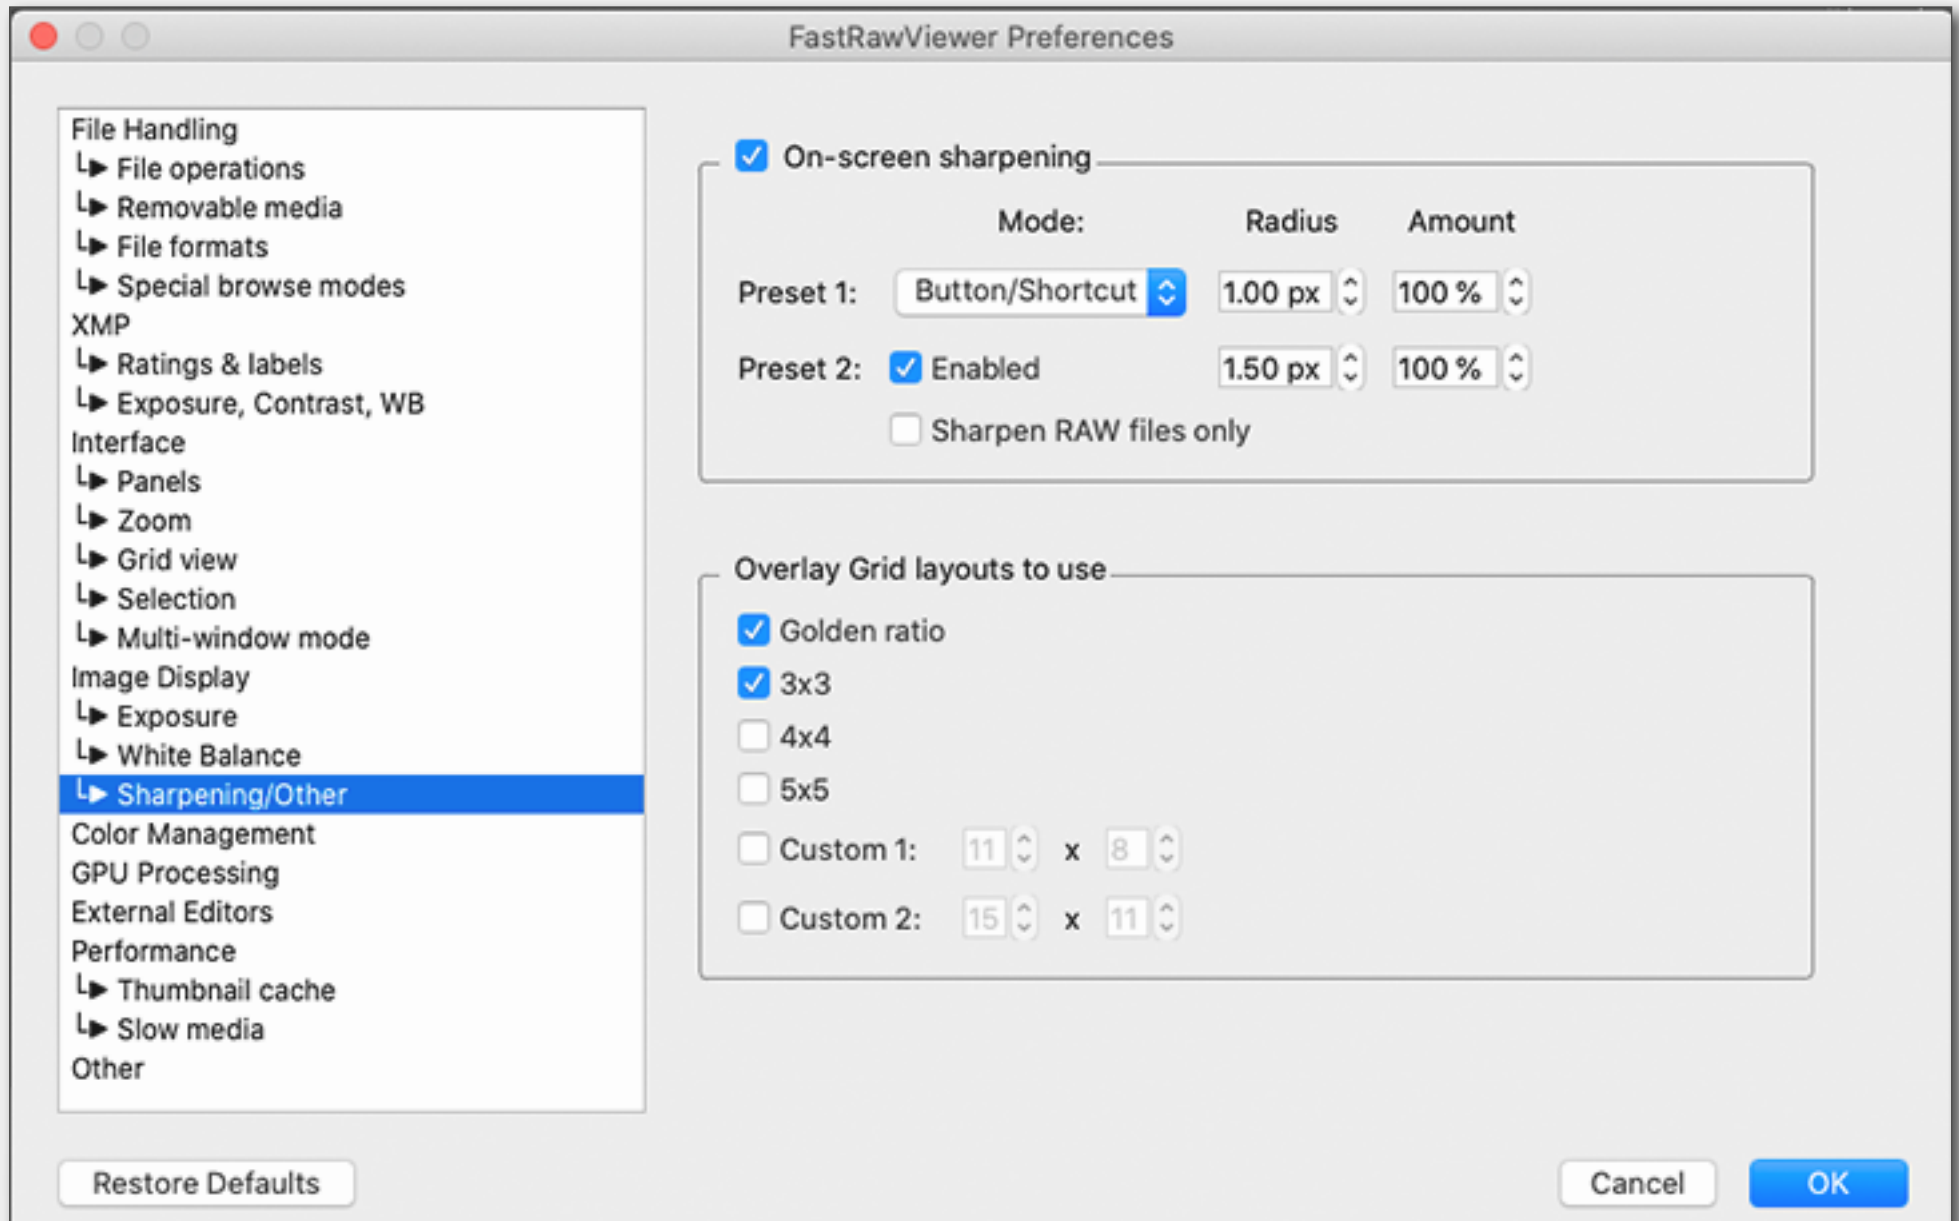 FastRawViewer Preferences
File Handling
File operations
Removable media
File formats
Special browse modes
XMP
Ratings & labels
Exposure, Contrast, WB
Interface
Panels
Zoom
Grid view
Selection
Multi-window mode
Image Display
Exposure
White Balance
Sharpening/Other
Color Management
GPU Processing
External Editors
Performance
Thumbnail cache
Slow media
Other
On-screen sharpening
Mode: Radius Amount
Preset 1: Button/Shortcut 1.00 px 100 %
Preset 2: Enabled 1.50 px 100 %
Sharpen RAW files only
Overlay Grid layouts to use
Golden ratio
3x3
4x4
5x5
Custom 1: 11 x 8
Custom 2: 15 x 11
Restore Defaults Cancel OK